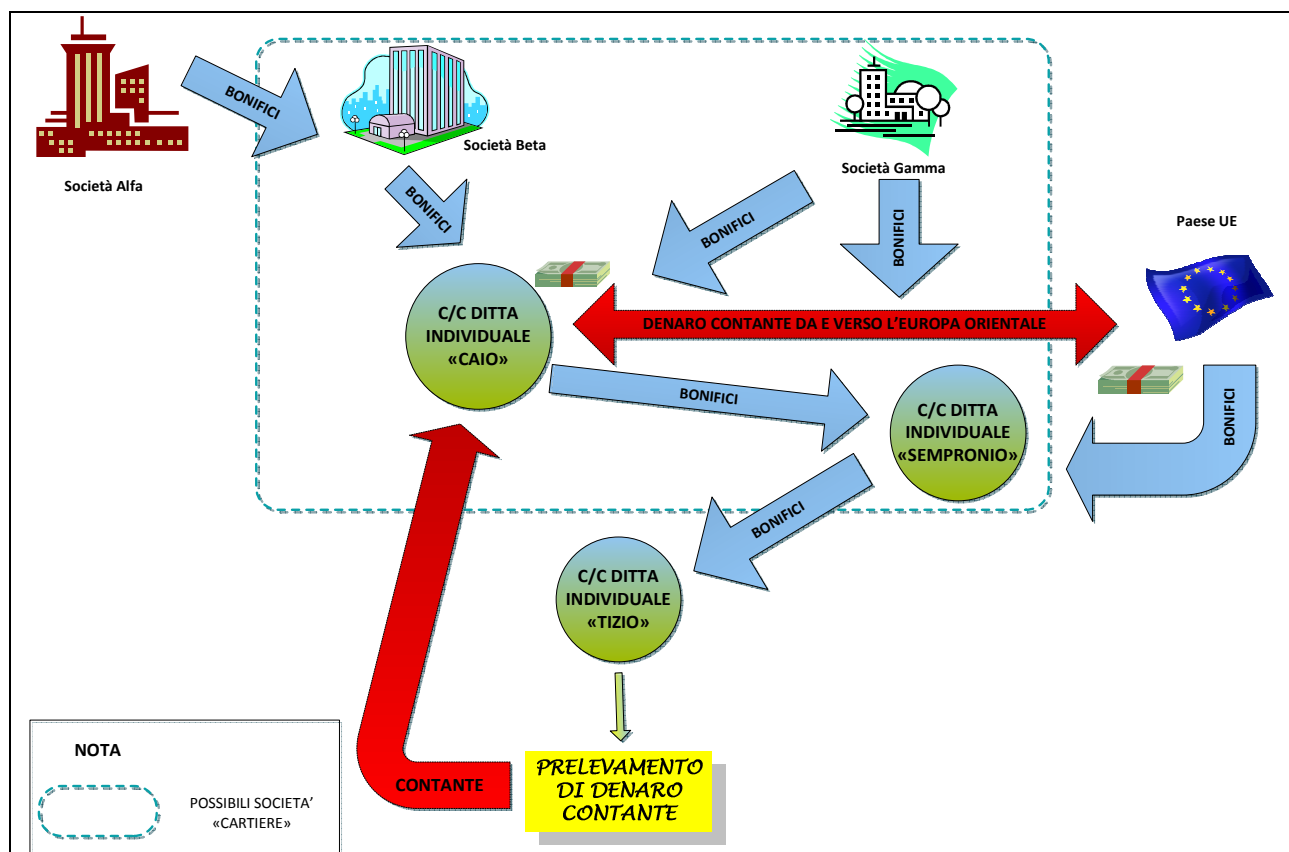 BONIFICI
Società Beta
Società Alfa
Società Gamma
BONIFICI
BONIFICI
BONIFICI
Paese UE
C/C DITTA
INDIVIDUALE
«CAIO»
DENARO CONTANTE DA E VERSO L'EUROPA ORIENTALE
BONIFICI
C/C DITTA
INDIVIDUALE
«SEMPRONIO»
BONIFICI
BONIFICI
C/C DITTA
INDIVIDUALE
«TIZIO»
PRELEVAMENTO
DI DENARO
CONTANTE
CONTANTE
NOTA
POSSIBILI SOCIETA'
«CARTIERE»